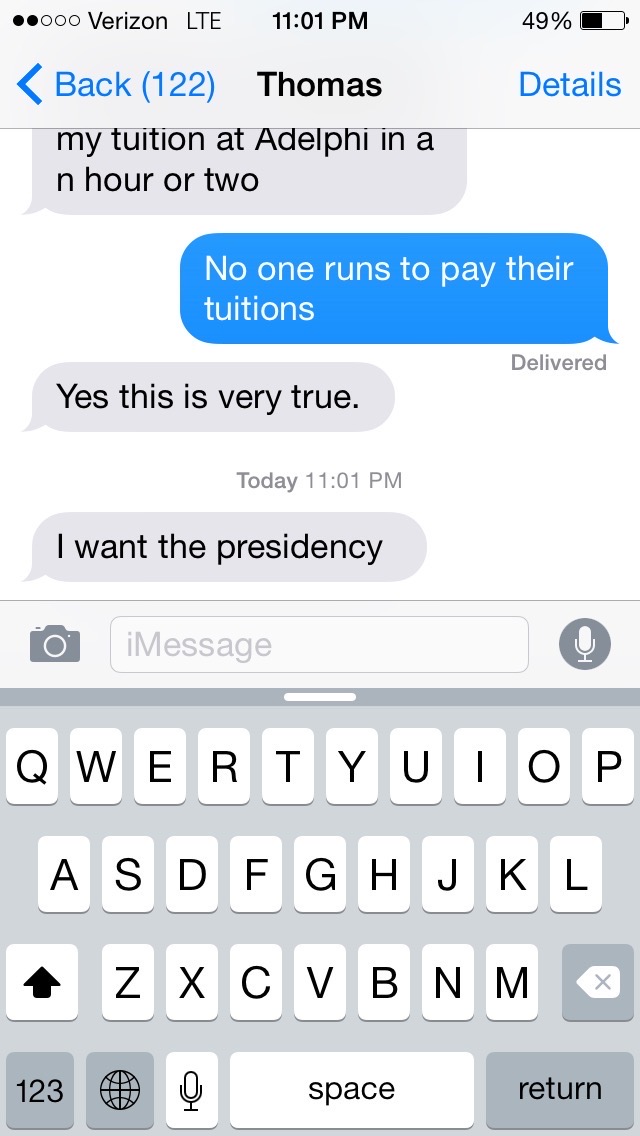 Verizon LTE 11:01 PM 49%
Back (122) Thomas Details
my tuition at Adelphi in a
n hour or two
No one runs to pay their
tuitions
Delivered
Yes this is very true.
Today 11:01 PM
I want the presidency
iMessage
Q W E R T Y U I O P
A S D F G H J K L
Z X C V B N M
123 space return